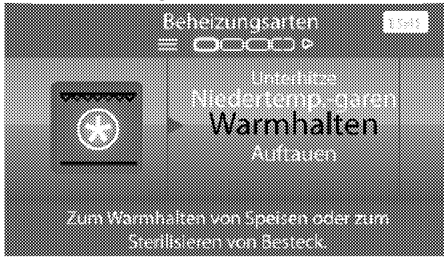 Beheizungsarten
Unterhitze
Niedertemp.-garen
Warmhalten
Auftauen
Zum Warmhalten von Speisen oder zum
Sterilisieren von Besteck.